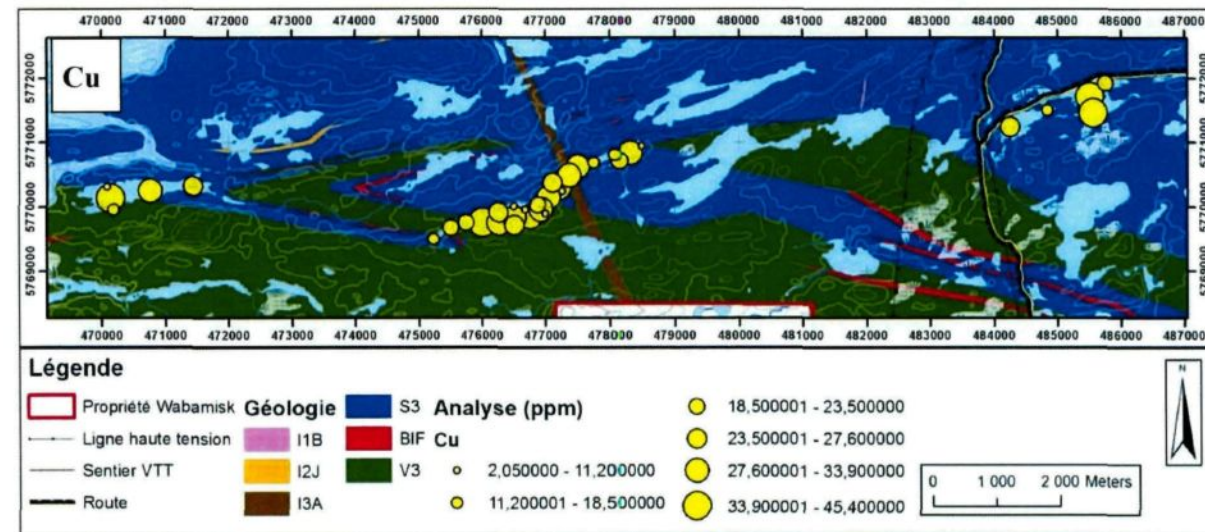 470000 471000 472000 473000 474000 475000 476000 477000 478000 479000 480000 481000 482000 483000 484000 485000 486000 487000
Cu
5772000 5772000
5771000 5771000
5770000 5770000
5769000 5769000
470000 471000 472000 473000 474000 475000 476000 477000 478000 479000 480000 481000 482000 483000 484000 485000 486000 487000
Légende
Propriété Wabamisk Géologie S3 Analyse (ppm) 18,500001 - 23,500000
Ligne haute tension I1B BIF Cu 23,500001 - 27,600000
Sentier VTT I2J V3 2,050000 - 11,200000 27,600001 - 33,900000
Route I3A 11,200001 - 18,500000 33,900001 - 45,400000
0 1 000 2 000 Meters
N